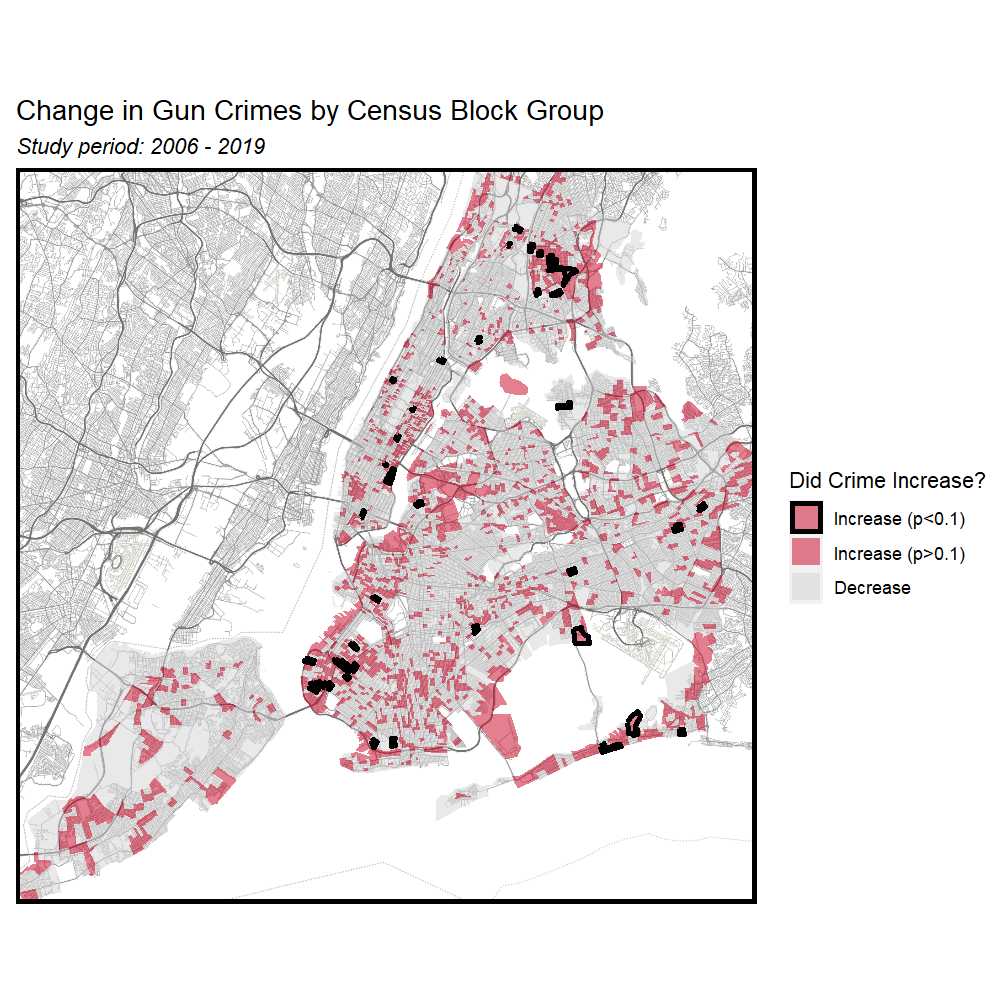 Change in Gun Crimes by Census Block Group
Study period: 2006 - 2019
Did Crime Increase?
Increase (p<0.1)
Increase (p>0.1)
Decrease